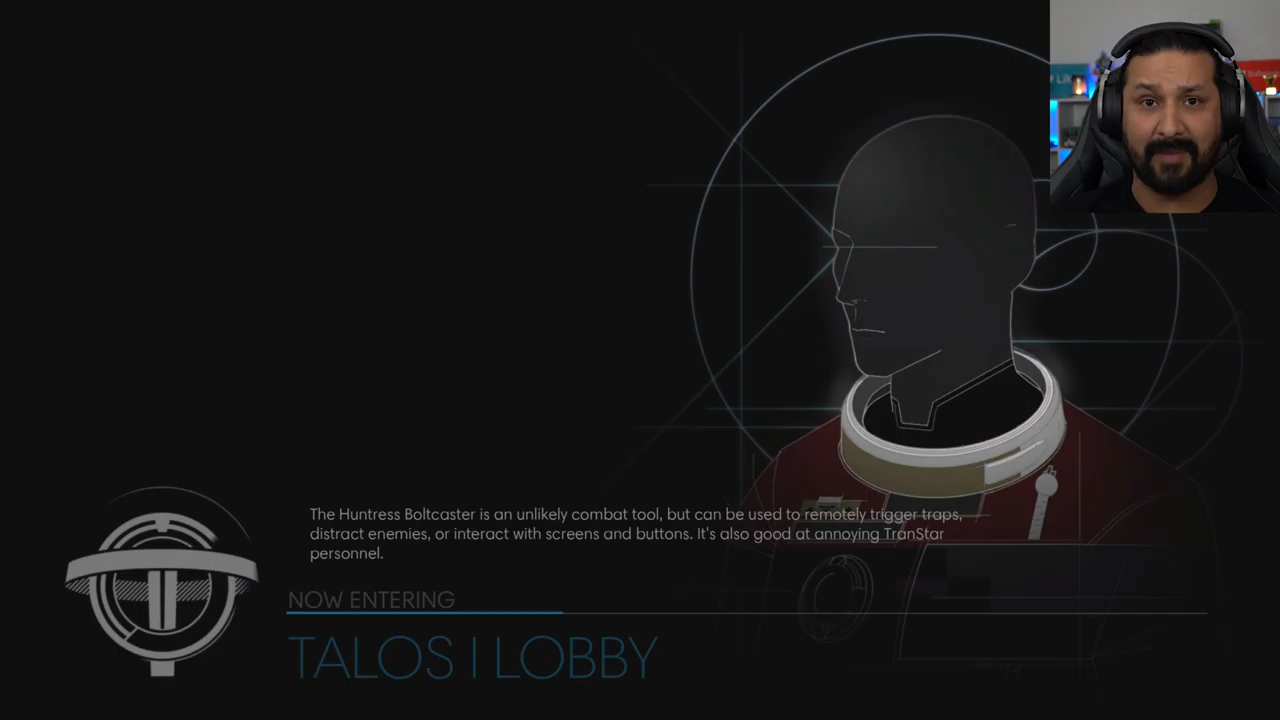 The Huntress Boltcaster is an unlikely combat tool, but can be used to remotely trigger traps,
distract enemies, or interact with screens and buttons. It's also good at annoying TranStar
personnel.
NOW ENTERING
TALOS I LOBBY